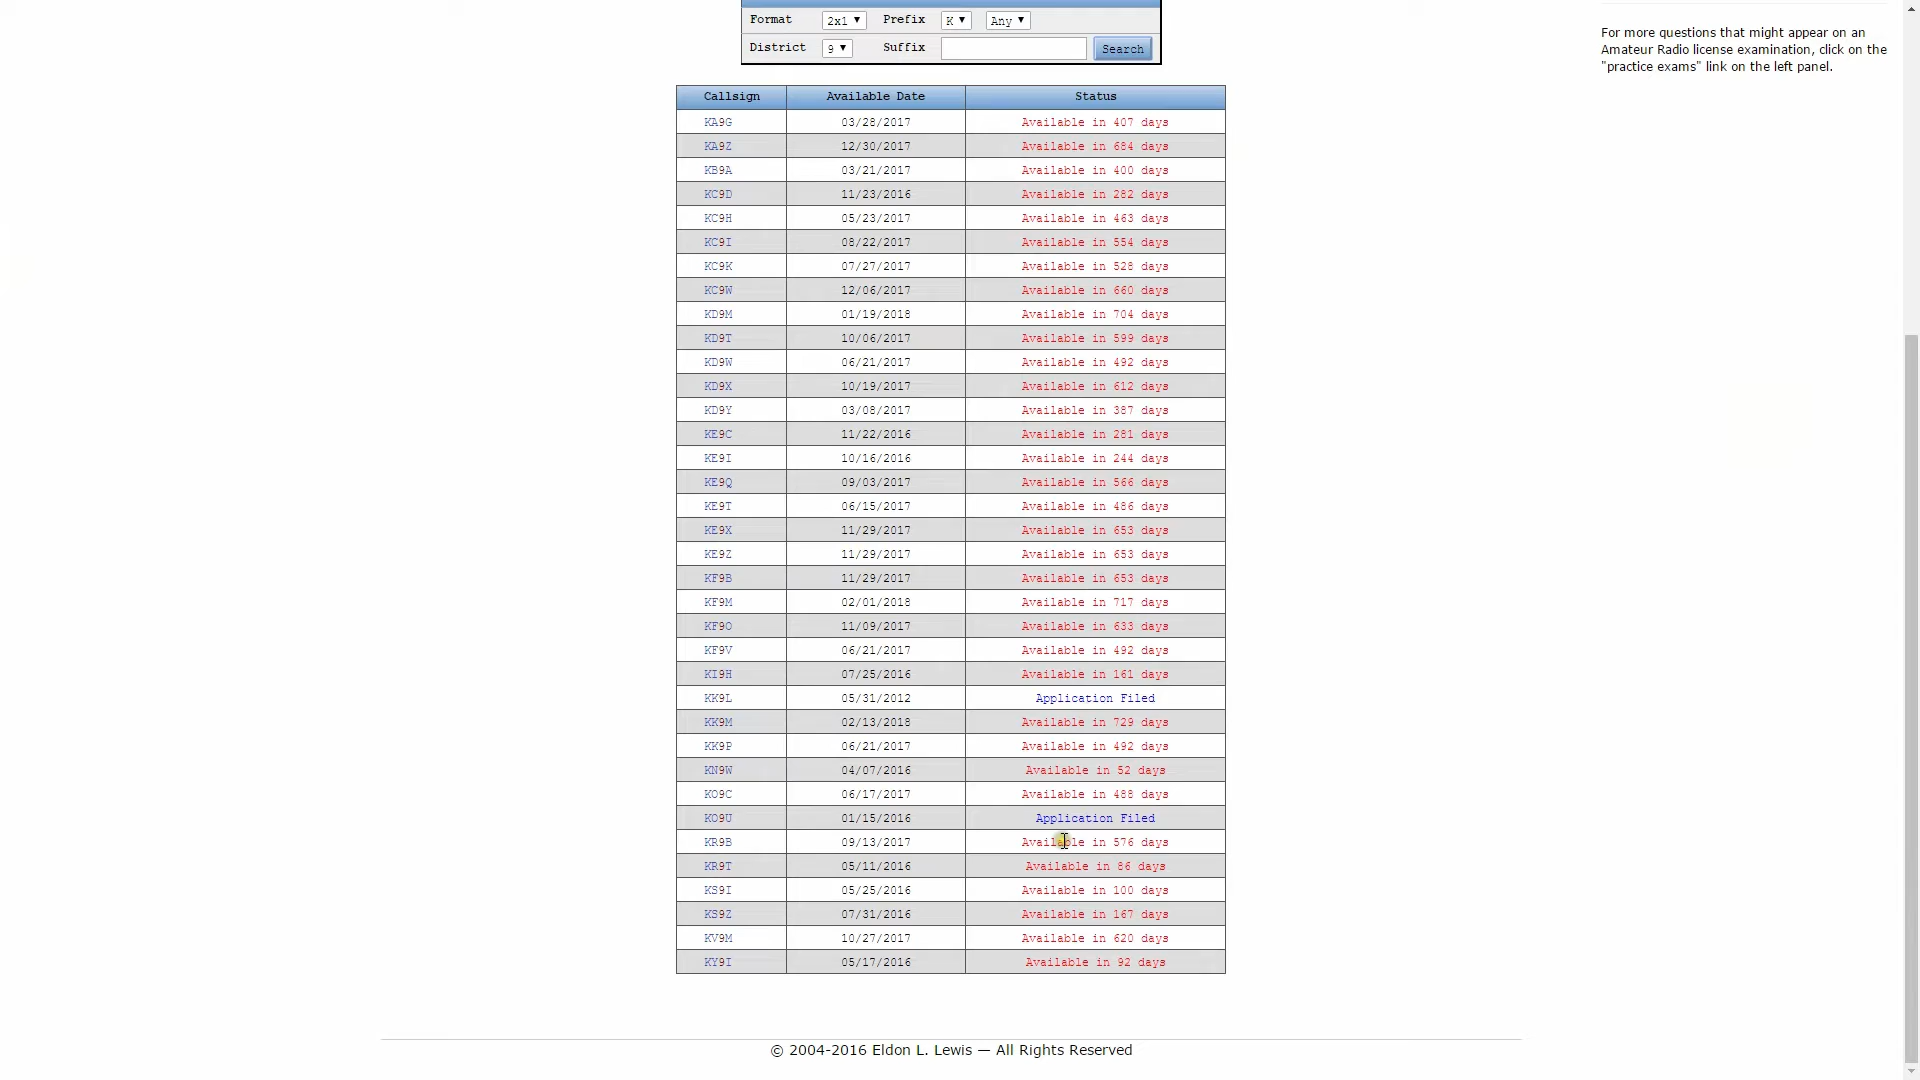 Format 2x1 Prefix K Any
District 9 Suffix Search
For more questions that might appear on an
Amateur Radio license examination, click on the
"practice exams" link on the left panel.
Callsign Available Date Status
KA9G 03/28/2017 Available in 407 days
KA9Z 12/30/2017 Available in 684 days
KB9A 03/21/2017 Available in 400 days
KC9D 11/23/2016 Available in 282 days
KC9H 05/23/2017 Available in 463 days
KC9I 08/22/2017 Available in 554 days
KC9K 07/27/2017 Available in 528 days
KC9W 12/06/2017 Available in 660 days
KD9M 01/19/2018 Available in 704 days
KD9T 10/06/2017 Available in 599 days
KD9W 06/21/2017 Available in 492 days
KD9X 10/19/2017 Available in 612 days
KD9Y 03/08/2017 Available in 387 days
KE9C 11/22/2016 Available in 281 days
KE9I 10/16/2016 Available in 244 days
KE9Q 09/03/2017 Available in 566 days
KE9T 06/15/2017 Available in 486 days
KE9X 11/29/2017 Available in 653 days
KE9Z 11/29/2017 Available in 653 days
KF9B 11/29/2017 Available in 653 days
KF9M 02/01/2018 Available in 717 days
KF9O 11/09/2017 Available in 633 days
KF9V 06/21/2017 Available in 492 days
KI9H 07/25/2016 Available in 161 days
KK9L 05/31/2012 Application Filed
KK9M 02/13/2018 Available in 729 days
KK9P 06/21/2017 Available in 492 days
KN9W 04/07/2016 Available in 52 days
KO9C 06/17/2017 Available in 488 days
KO9U 01/15/2016 Application Filed
KR9B 09/13/2017 Available in 576 days
KR9T 05/11/2016 Available in 86 days
KS9I 05/25/2016 Available in 100 days
KS9Z 07/31/2016 Available in 167 days
KV9M 10/27/2017 Available in 620 days
KY9I 05/17/2016 Available in 92 days
© 2004-2016 Eldon L. Lewis — All Rights Reserved